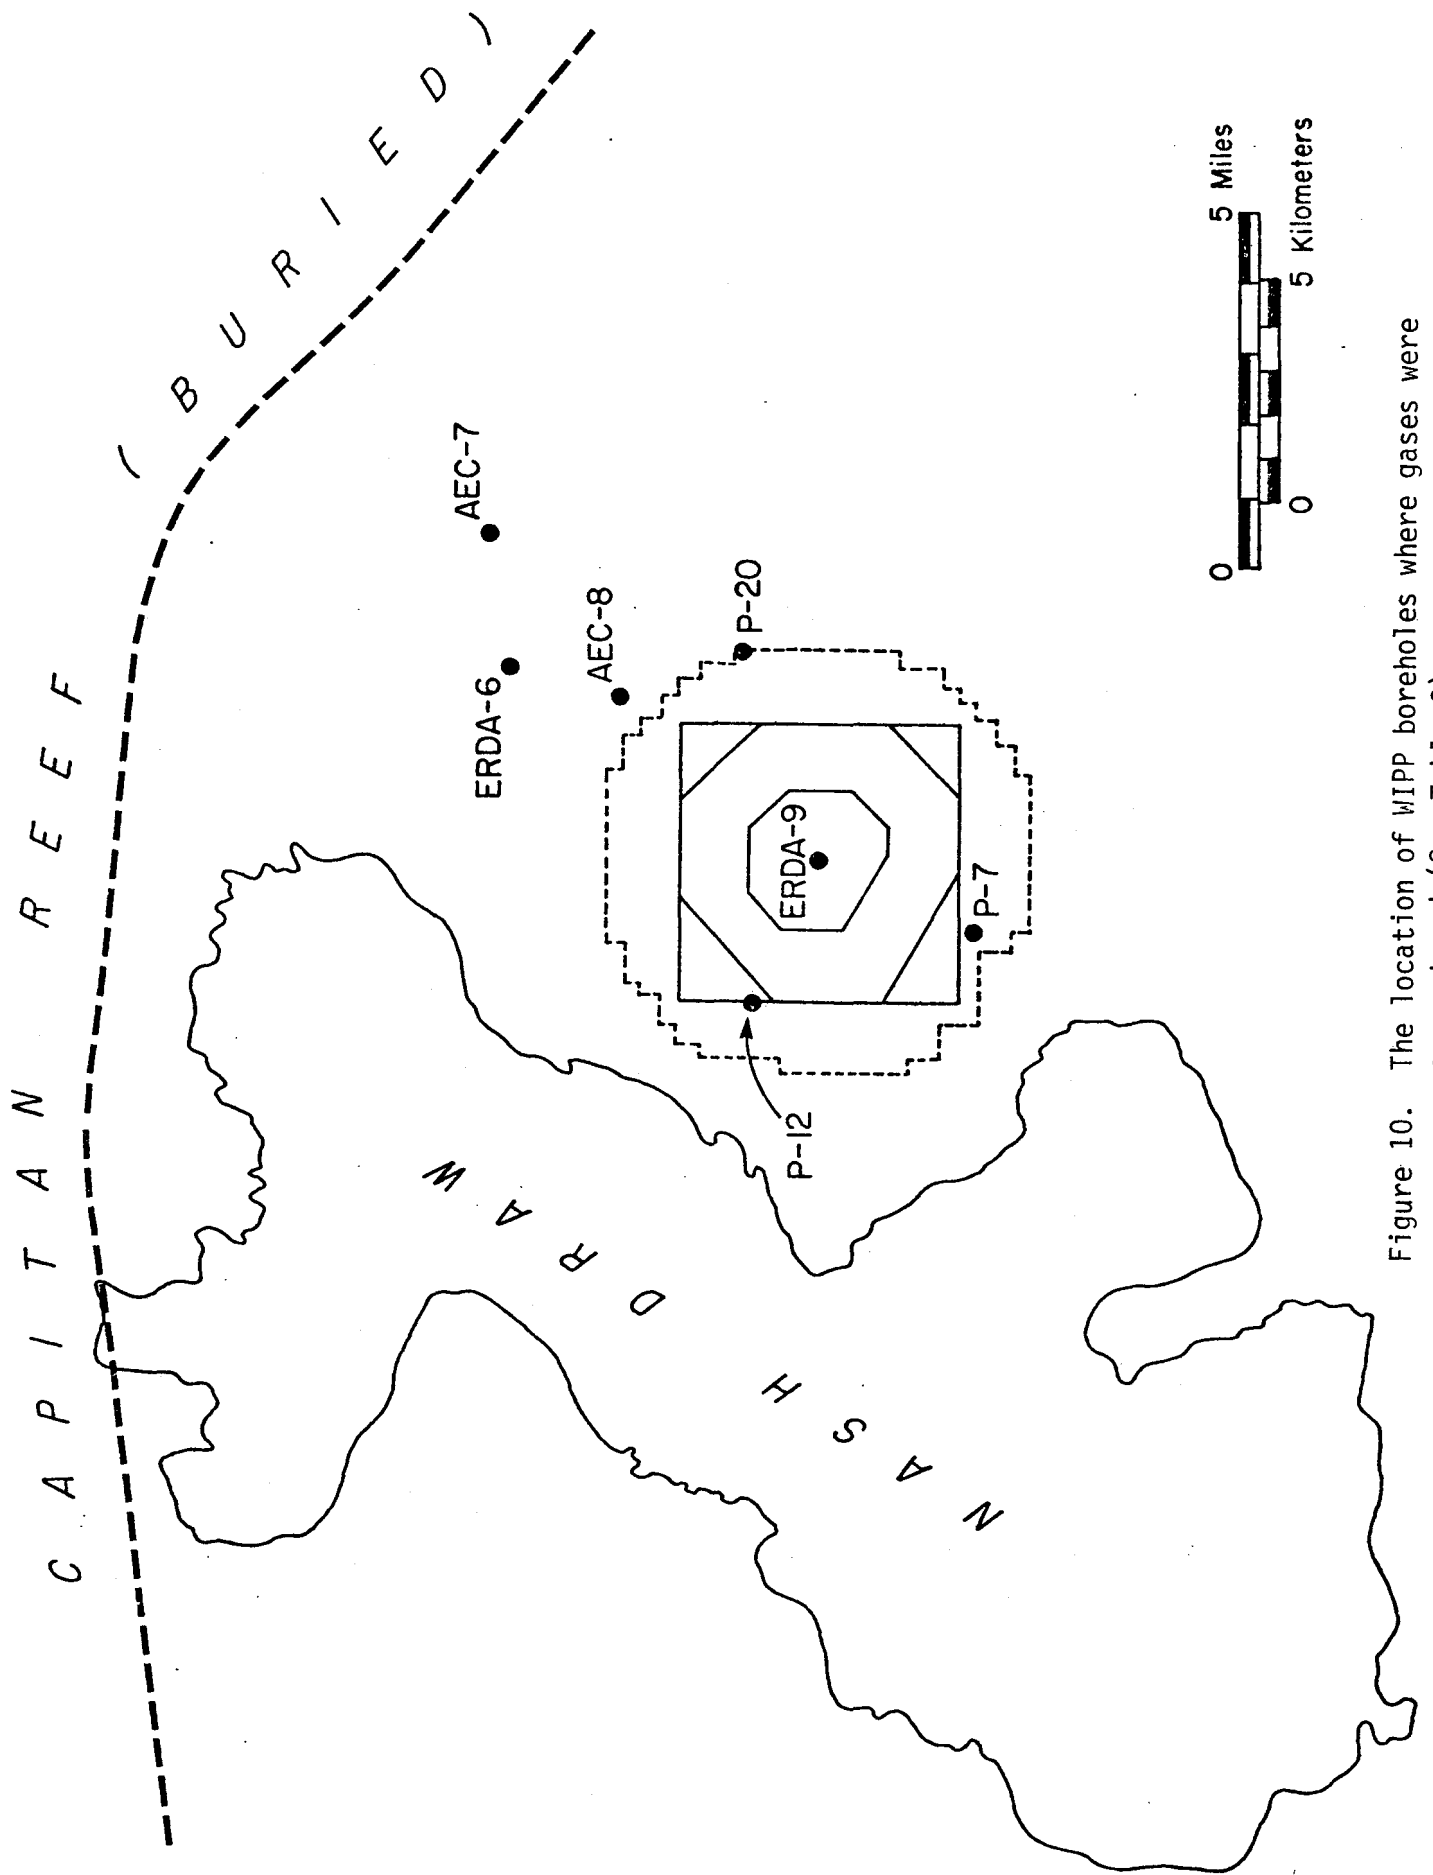 CAPITAN REEF
( BURIED )
AEC-7
ERDA-6
AEC-8
P-20
ERDA-9
P-12
P-7
NASH DRAW
0 5 Miles
0 5 Kilometers
Figure 10. The location of WIPP boreholes where gases were